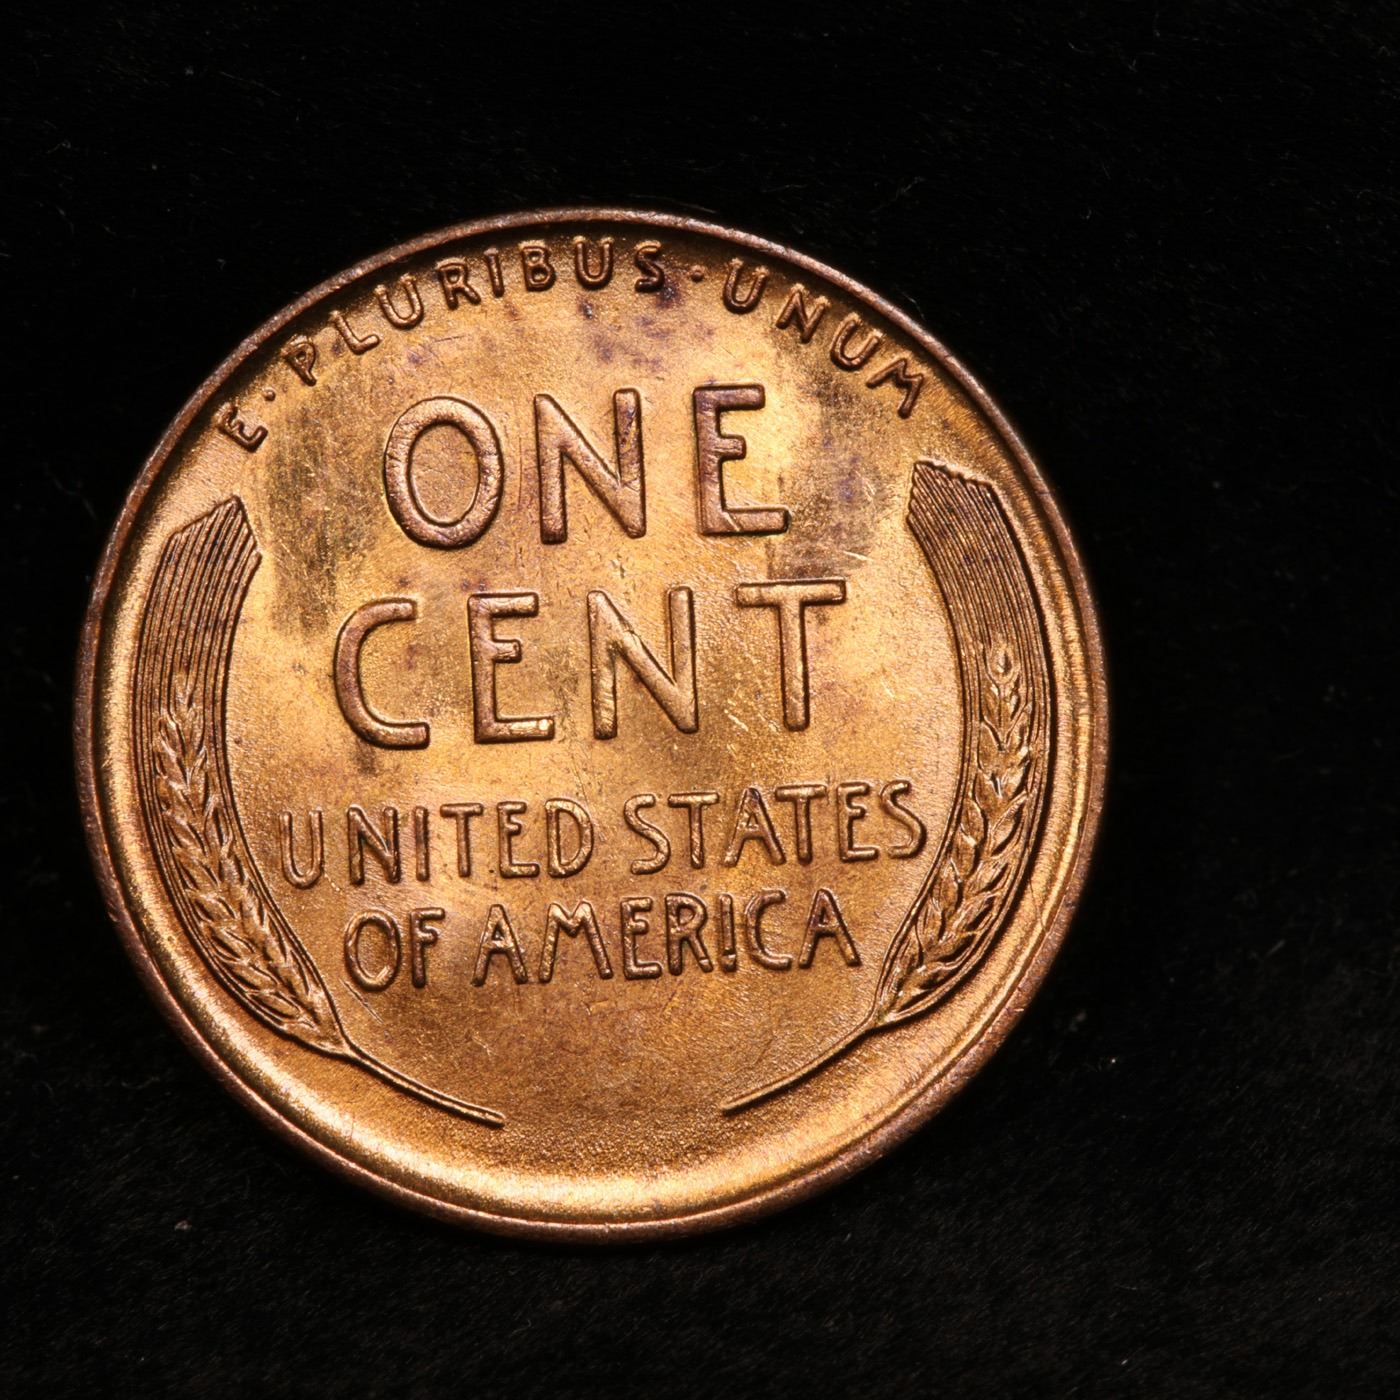 E·PLURIBUS·UNUM
ONE
CENT
UNITED STATES
OF AMERICA